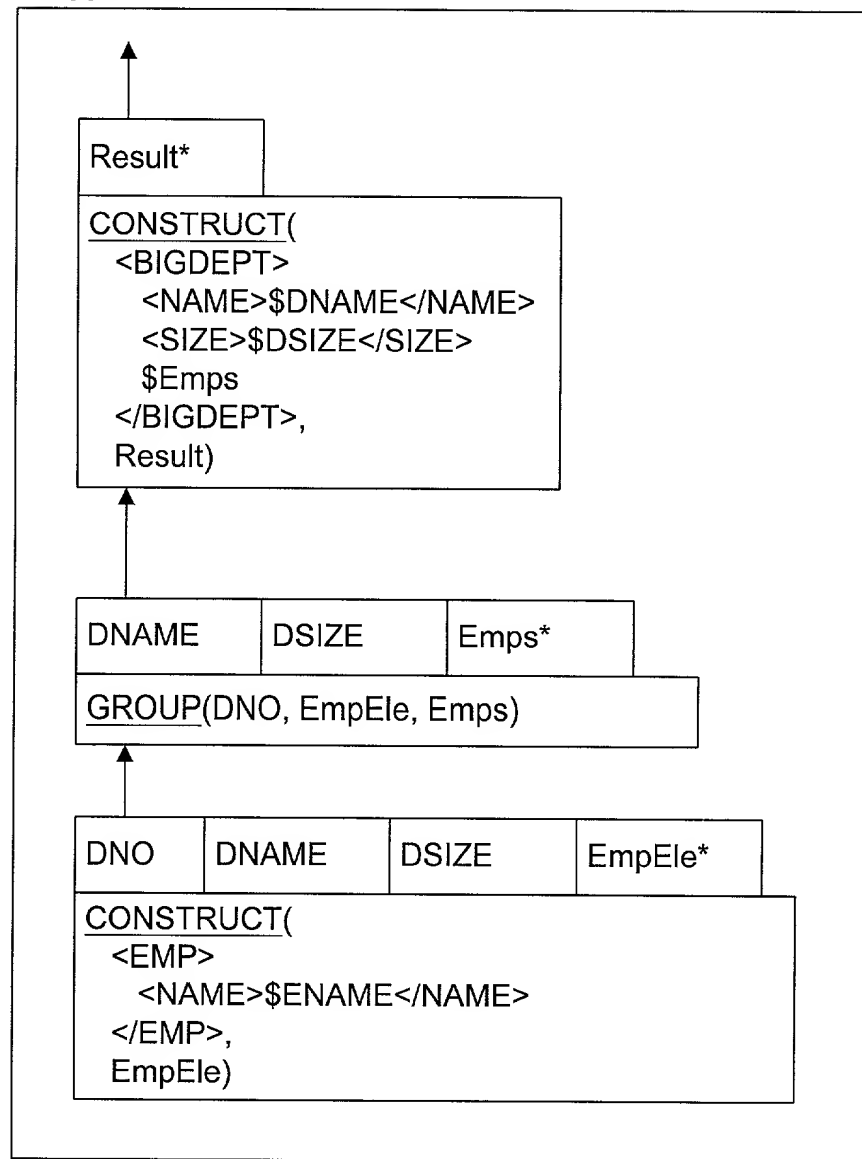 Result*
CONSTRUCT(
<BIGDEPT>
<NAME>$DNAME</NAME>
<SIZE>$DSIZE</SIZE>
$Emps
</BIGDEPT>,
Result)
DNAME DSIZE Emps*
GROUP(DNO, EmpEle, Emps)
DNO DNAME DSIZE EmpEle*
CONSTRUCT(
<EMP>
<NAME>$ENAME</NAME>
</EMP>,
EmpEle)